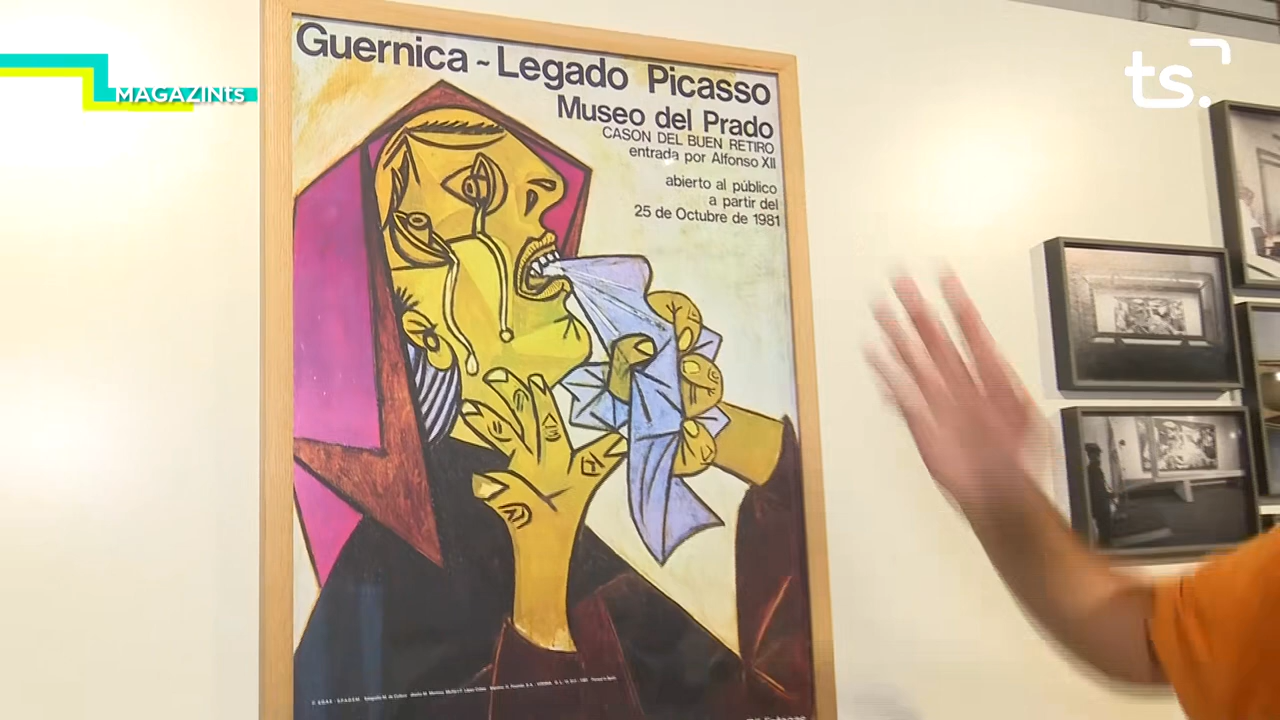 MAGAZINts
ts.
Guernica ~ Legado Picasso
Museo del Prado
CASON DEL BUEN RETIRO
entrada por Alfonso XII
abierto al público
a partir del
25 de Octubre de 1981